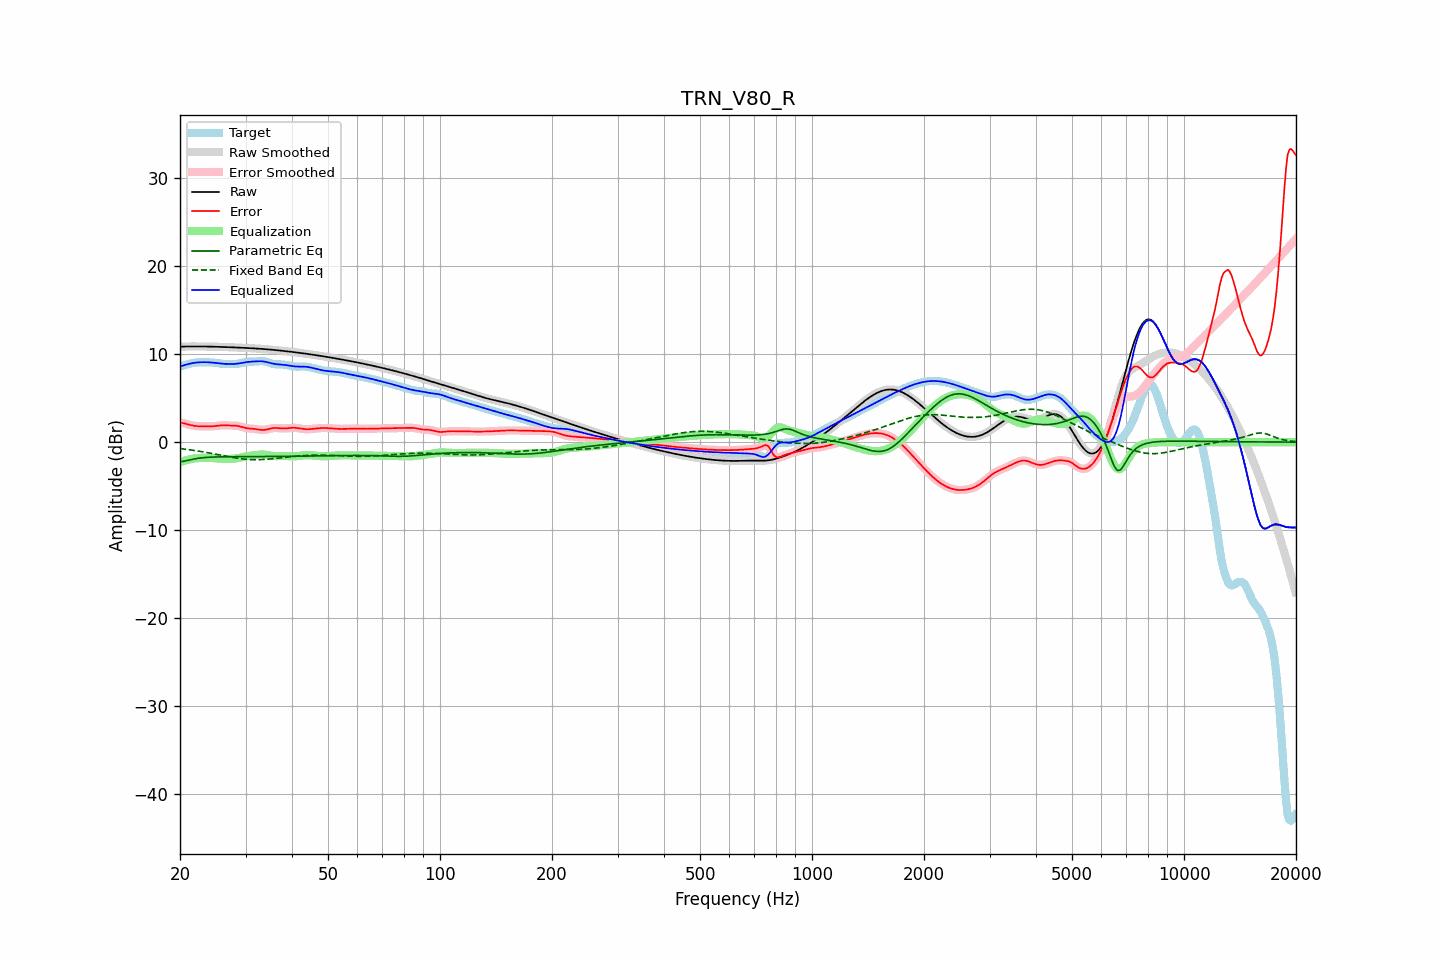 TRN_V80_R
Target
Raw Smoothed
Error Smoothed
Raw
Error
Equalization
Parametric Eq
Fixed Band Eq
Equalized
30
20
10
0
−10
−20
−30
−40
Amplitude (dBr)
20 50 100 200 500 1000 2000 5000 10000 20000
Frequency (Hz)